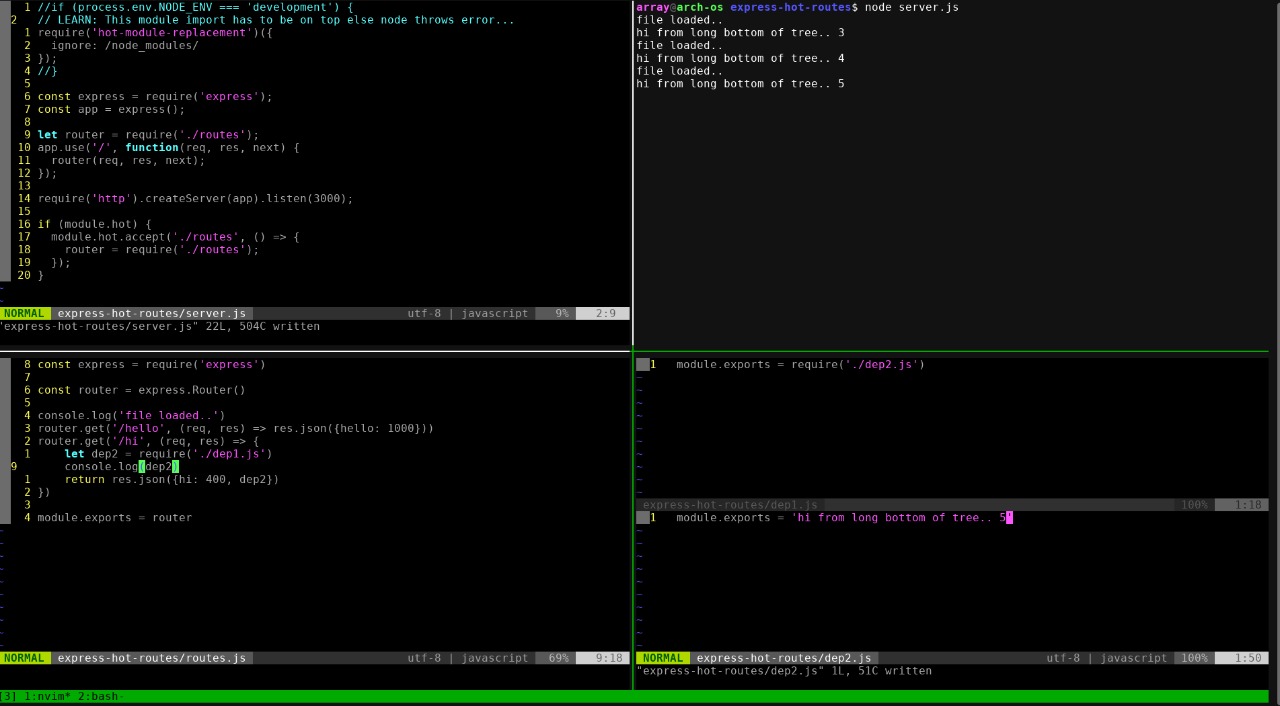 1 //if (process.env.NODE_ENV === 'development') {
2 // LEARN: This module import has to be on top else node throws error...
1 require('hot-module-replacement')({
2   ignore: /node_modules/
3 });
4 //}
5
6 const express = require('express');
7 const app = express();
8
9 let router = require('./routes');
10 app.use('/', function(req, res, next) {
11   router(req, res, next);
12 });
13
14 require('http').createServer(app).listen(3000);
15
16 if (module.hot) {
17   module.hot.accept('./routes', () => {
18     router = require('./routes');
19   });
20 }
~
~
NORMAL express-hot-routes/server.js utf-8 | javascript 9% 2:9
"express-hot-routes/server.js" 22L, 504C written
array@arch-os express-hot-routes$ node server.js
file loaded..
hi from long bottom of tree.. 3
file loaded..
hi from long bottom of tree.. 4
file loaded..
hi from long bottom of tree.. 5
8 const express = require('express')
7
6 const router = express.Router()
5
4 console.log('file loaded..')
3 router.get('/hello', (req, res) => res.json({hello: 1000}))
2 router.get('/hi', (req, res) => {
1     let dep2 = require('./dep1.js')
9     console.log(dep2)
1     return res.json({hi: 400, dep2})
2 })
3
4 module.exports = router
~
~
~
~
~
~
~
~
~
~
NORMAL express-hot-routes/routes.js utf-8 | javascript 69% 9:18
1 module.exports = require('./dep2.js')
~
~
~
~
~
~
~
~
~
~
express-hot-routes/dep1.js 100% 1:18
1 module.exports = 'hi from long bottom of tree.. 5'
~
~
~
~
~
~
~
~
~
~
NORMAL express-hot-routes/dep2.js utf-8 | javascript 100% 1:50
"express-hot-routes/dep2.js" 1L, 51C written
[3] 1:nvim* 2:bash-